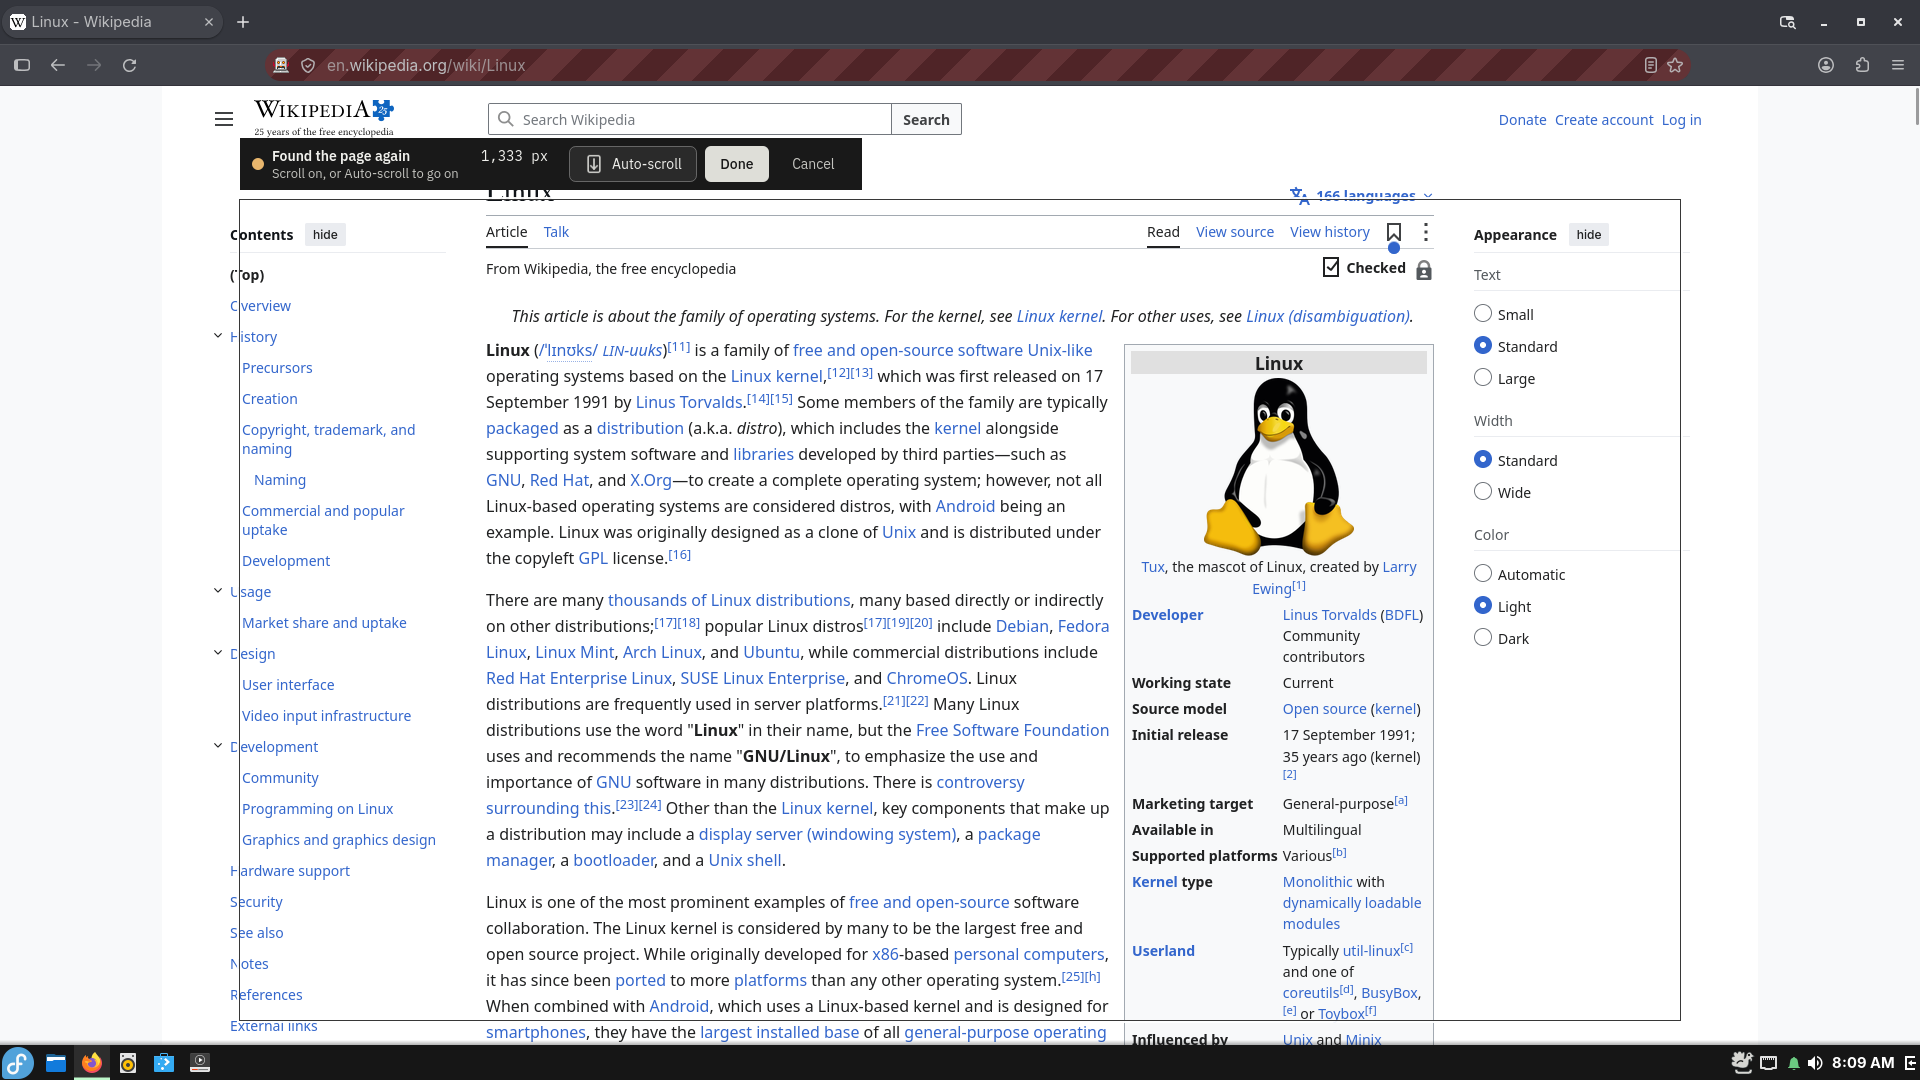 Linux - Wikipedia
en.wikipedia.org/wiki/Linux
WIKIPEDIA
25 years of the free encyclopedia
Search Wikipedia
Search
Donate
Create account
Log in
Found the page again
Scroll on, or Auto-scroll to go on
1,333 px
Auto-scroll
Done
Cancel
Linux
166 languages
Contents
hide
(Top)
Overview
History
Precursors
Creation
Copyright, trademark, and
naming
Naming
Commercial and popular
uptake
Development
Usage
Market share and uptake
Design
User interface
Video input infrastructure
Development
Community
Programming on Linux
Graphics and graphics design
Hardware support
Security
See also
Notes
References
External links
Article
Talk
Read
View source
View history
From Wikipedia, the free encyclopedia
Checked
This article is about the family of operating systems. For the kernel, see Linux kernel. For other uses, see Linux (disambiguation).
Linux (/ˈlɪnʊks/ LIN-uuks)[11] is a family of free and open-source software Unix-like
operating systems based on the Linux kernel,[12][13] which was first released on 17
September 1991 by Linus Torvalds.[14][15] Some members of the family are typically
packaged as a distribution (a.k.a. distro), which includes the kernel alongside
supporting system software and libraries developed by third parties—such as
GNU, Red Hat, and X.Org—to create a complete operating system; however, not all
Linux-based operating systems are considered distros, with Android being an
example. Linux was originally designed as a clone of Unix and is distributed under
the copyleft GPL license.[16]
There are many thousands of Linux distributions, many based directly or indirectly
on other distributions;[17][18] popular Linux distros[17][19][20] include Debian, Fedora
Linux, Linux Mint, Arch Linux, and Ubuntu, while commercial distributions include
Red Hat Enterprise Linux, SUSE Linux Enterprise, and ChromeOS. Linux
distributions are frequently used in server platforms.[21][22] Many Linux
distributions use the word "Linux" in their name, but the Free Software Foundation
uses and recommends the name "GNU/Linux", to emphasize the use and
importance of GNU software in many distributions. There is controversy
surrounding this.[23][24] Other than the Linux kernel, key components that make up
a distribution may include a display server (windowing system), a package
manager, a bootloader, and a Unix shell.
Linux is one of the most prominent examples of free and open-source software
collaboration. The Linux kernel is considered by many to be the largest free and
open source project. While originally developed for x86-based personal computers,
it has since been ported to more platforms than any other operating system.[25][h]
When combined with Android, which uses a Linux-based kernel and is designed for
smartphones, they have the largest installed base of all general-purpose operating
Linux
Tux, the mascot of Linux, created by Larry
Ewing[1]
Developer
Linus Torvalds (BDFL)
Community
contributors
Working state
Current
Source model
Open source (kernel)
Initial release
17 September 1991;
35 years ago (kernel)
[2]
Marketing target
General-purpose[a]
Available in
Multilingual
Supported platforms
Various[b]
Kernel type
Monolithic with
dynamically loadable
modules
Userland
Typically util-linux[c]
and one of
coreutils[d], BusyBox,
[e] or Toybox[f]
Influenced by
Unix and Minix
Appearance
hide
Text
Small
Standard
Large
Width
Standard
Wide
Color
Automatic
Light
Dark
8:09 AM